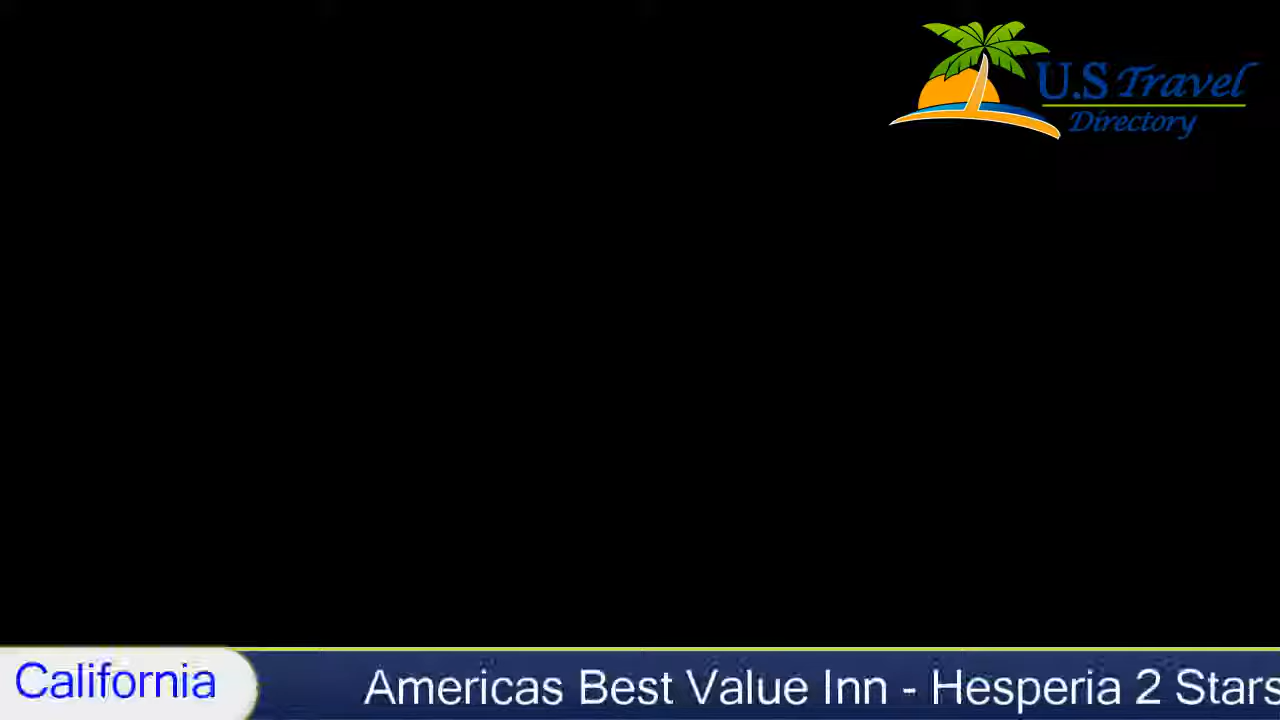 U.S Travel
Directory
California
Americas Best Value Inn - Hesperia 2 Stars